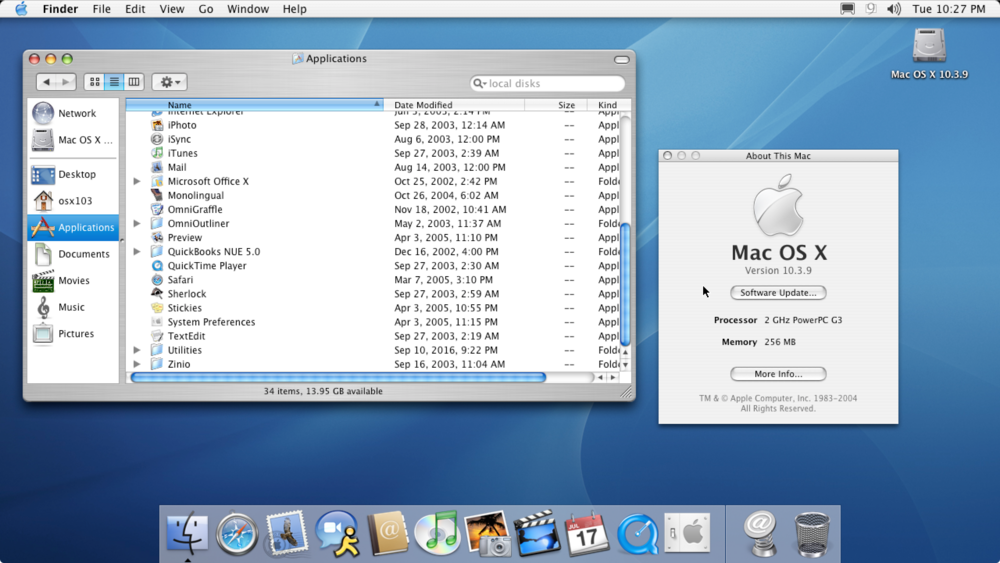 Finder File Edit View Go Window Help Tue 10:27 PM
Mac OS X 10.3.9
Applications
local disks
Name Date Modified Size Kind
Internet Explorer Jun 5, 2003, 2:14 PM -- Appl
iPhoto Sep 28, 2003, 12:14 AM -- Appl
iSync Aug 6, 2003, 12:00 PM -- Appl
iTunes Sep 27, 2003, 2:39 AM -- Appl
Mail Aug 14, 2003, 12:00 PM -- Appl
Microsoft Office X Oct 25, 2002, 2:42 PM -- Folde
Monolingual Oct 26, 2004, 6:02 AM -- Appl
OmniGraffle Nov 18, 2002, 10:41 AM -- Appl
OmniOutliner May 2, 2003, 11:37 AM -- Folde
Preview Apr 3, 2005, 11:10 PM -- Appl
QuickBooks NUE 5.0 Dec 16, 2002, 4:00 PM -- Folde
QuickTime Player Sep 27, 2003, 2:30 AM -- Appl
Safari Mar 7, 2005, 3:10 PM -- Appl
Sherlock Sep 27, 2003, 2:59 AM -- Appl
Stickies Apr 3, 2005, 10:55 PM -- Appl
System Preferences Apr 3, 2005, 11:15 PM -- Appl
TextEdit Sep 27, 2003, 2:19 AM -- Appl
Utilities Sep 10, 2016, 9:22 PM -- Folde
Zinio Sep 16, 2003, 11:04 AM -- Folde
Network
Mac OS X ...
Desktop
osx103
Applications
Documents
Movies
Music
Pictures
34 items, 13.95 GB available
About This Mac
Mac OS X
Version 10.3.9
Software Update...
Processor 2 GHz PowerPC G3
Memory 256 MB
More Info...
TM & © Apple Computer, Inc. 1983-2004
All Rights Reserved.
JUL
17